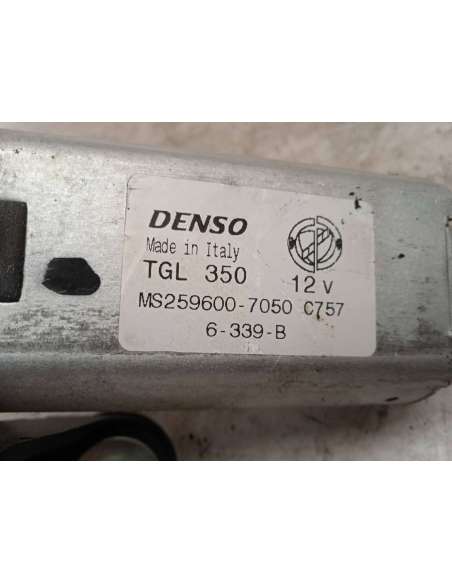 DENSO
Made in Italy
TGL 350 12 V
MS259600-7050 C757
6-339-B